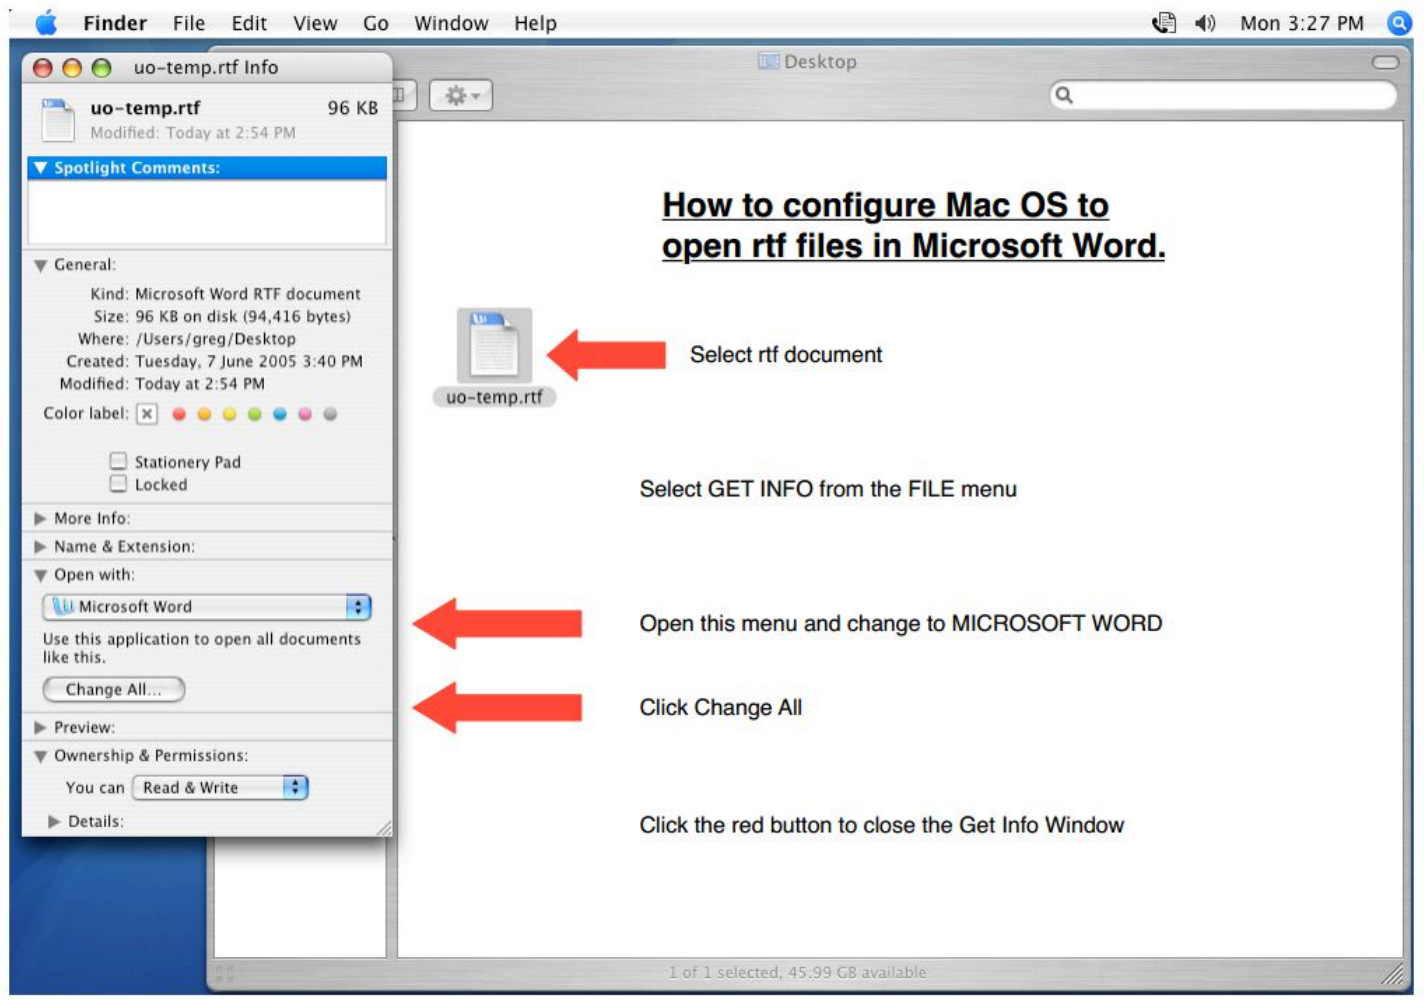 Finder File Edit View Go Window Help Mon 3:27 PM
uo-temp.rtf Info
uo-temp.rtf 96 KB
Modified: Today at 2:54 PM
Spotlight Comments:
General:
Kind: Microsoft Word RTF document
Size: 96 KB on disk (94,416 bytes)
Where: /Users/greg/Desktop
Created: Tuesday, 7 June 2005 3:40 PM
Modified: Today at 2:54 PM
Color label:
Stationery Pad
Locked
More Info:
Name & Extension:
Open with:
Microsoft Word
Use this application to open all documents
like this.
Change All...
Preview:
Ownership & Permissions:
You can Read & Write
Details:
Desktop
How to configure Mac OS to
open rtf files in Microsoft Word.
uo-temp.rtf
Select rtf document
Select GET INFO from the FILE menu
Open this menu and change to MICROSOFT WORD
Click Change All
Click the red button to close the Get Info Window
1 of 1 selected, 45.99 GB available